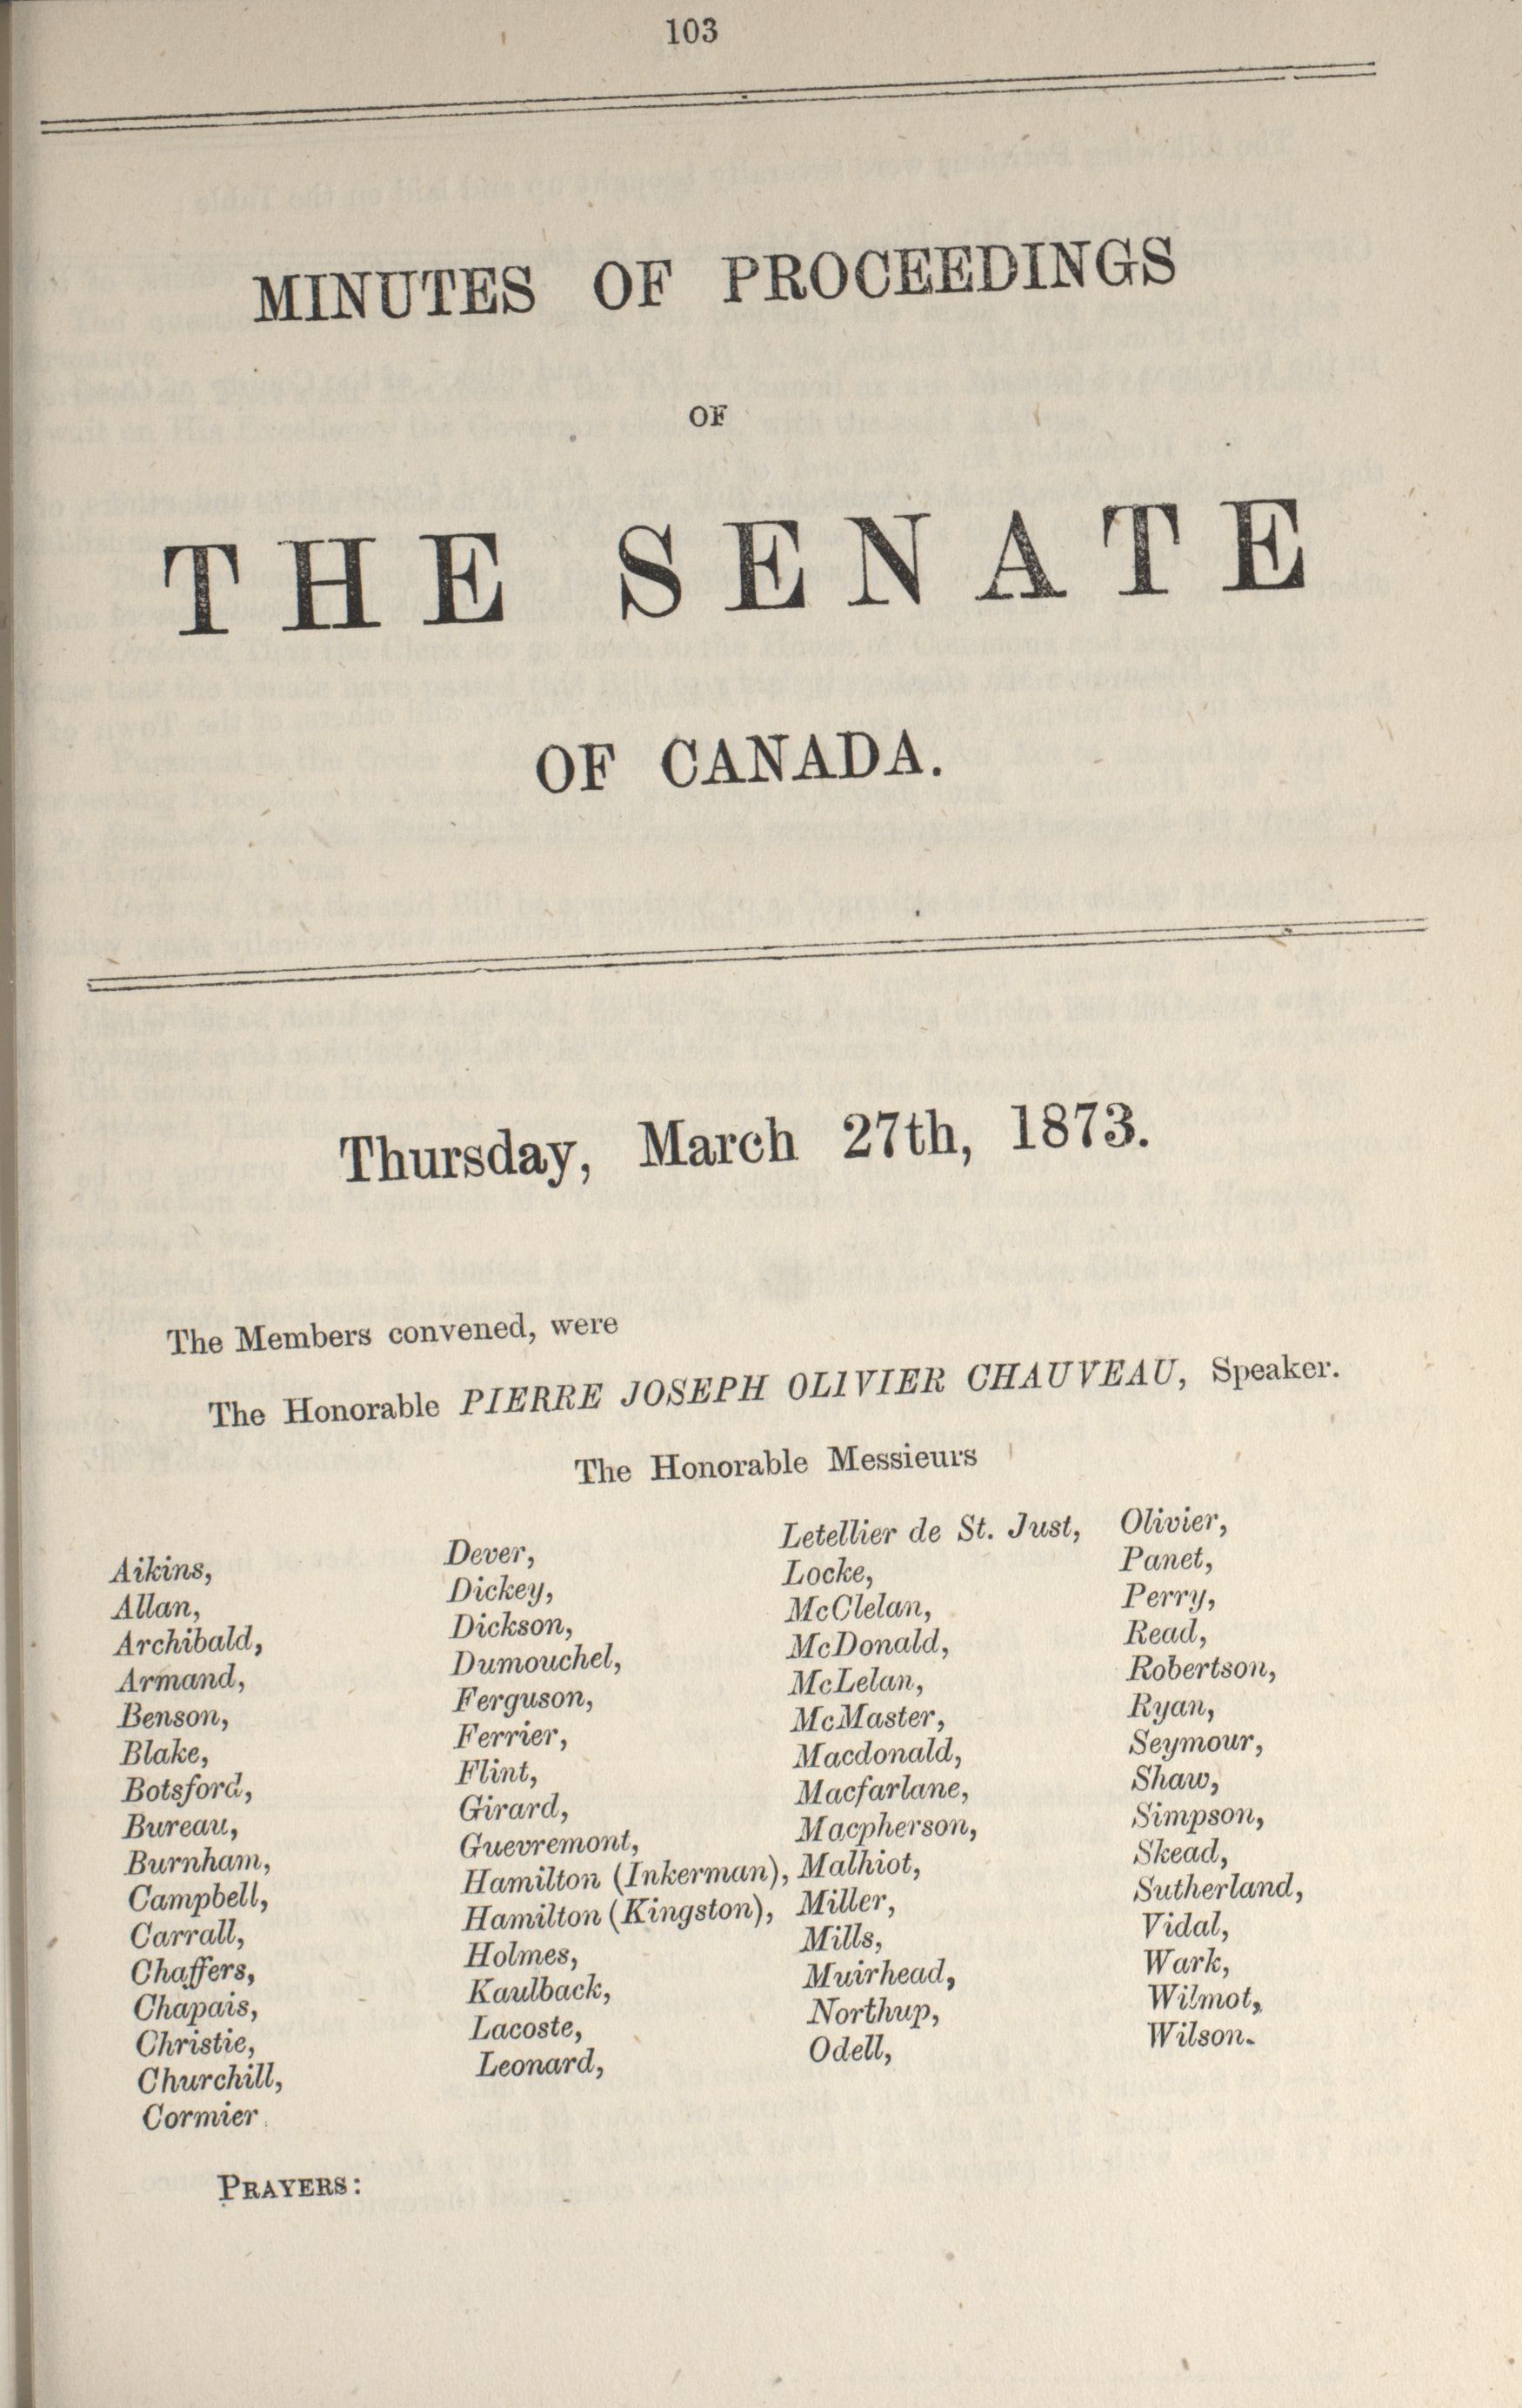 103
MINUTES OF PROCEEDINGS
OF
THE SENATE
OF CANADA.
Thursday, March 27th, 1873.
The Members convened, were
The Honorable PIERRE JOSEPH OLIVIER CHAUVEAU, Speaker.
The Honorable Messieurs
Aikins,
Allan,
Archibald,
Armand,
Benson,
Blake,
Botsford,
Bureau,
Burnham,
Campbell,
Carrall,
Chaffers,
Chapais,
Christie,
Churchill,
Cormier
Dever,
Dickey,
Dickson,
Dumouchel,
Ferguson,
Ferrier,
Flint,
Girard,
Guevremont,
Hamilton (Inkerman),
Hamilton (Kingston),
Holmes,
Kaulback,
Lacoste,
Leonard,
Letellier de St. Just,
Locke,
McClelan,
McDonald,
McLelan,
McMaster,
Macdonald,
Macfarlane,
Macpherson,
Malhiot,
Miller,
Mills,
Muirhead,
Northup,
Odell,
Olivier,
Panet,
Perry,
Read,
Robertson,
Ryan,
Seymour,
Shaw,
Simpson,
Skead,
Sutherland,
Vidal,
Wark,
Wilmot,
Wilson.
PRAYERS: